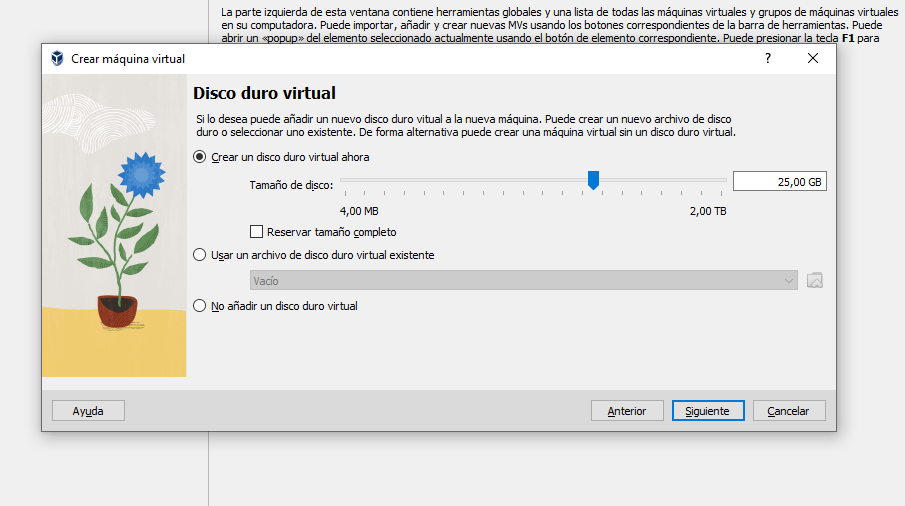 La parte izquierda de esta ventana contiene herramientas globales y una lista de todas las máquinas virtuales y grupos de máquinas virtuales
en su computadora. Puede importar, añadir y crear nuevas MVs usando los botones correspondientes de la barra de herramientas. Puede
abrir un «popup» del elemento seleccionado actualmente usando el botón de elemento correspondiente. Puede presionar la tecla F1 para
Crear máquina virtual
Disco duro virtual
Si lo desea puede añadir un nuevo disco duro vitual a la nueva máquina. Puede crear un nuevo archivo de disco
duro o seleccionar uno existente. De forma alternativa puede crear una máquina virtual sin un disco duro virtual.
Crear un disco duro virtual ahora
Tamaño de disco:
25,00 GB
4,00 MB
2,00 TB
Reservar tamaño completo
Usar un archivo de disco duro virtual existente
Vacío
No añadir un disco duro virtual
Ayuda
Anterior
Siguiente
Cancelar